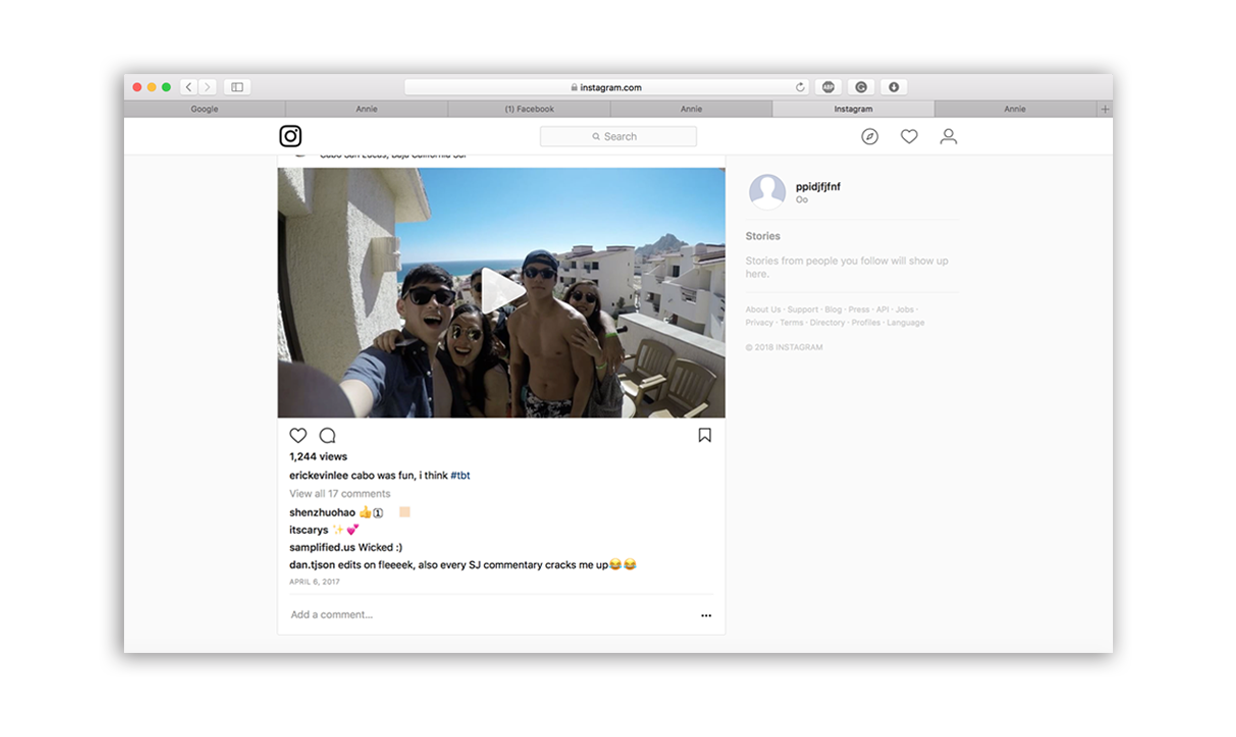 instagram.com
ABP
Google
Annie
(1) Facebook
Annie
Instagram
Annie
Search
Cabo San Lucas, Baja California Sur
ppidjfjfnf
Oo
Stories
Stories from people you follow will show up
here.
About Us · Support · Blog · Press · API · Jobs ·
Privacy · Terms · Directory · Profiles · Language
© 2018 INSTAGRAM
1,244 views
erickevinlee cabo was fun, i think #tbt
View all 17 comments
shenzhuohao 👍🏻
itscarys ✨💕
samplified.us Wicked :)
dan.tjson edits on fleeeek, also every SJ commentary cracks me up😂😂
APRIL 6, 2017
Add a comment...